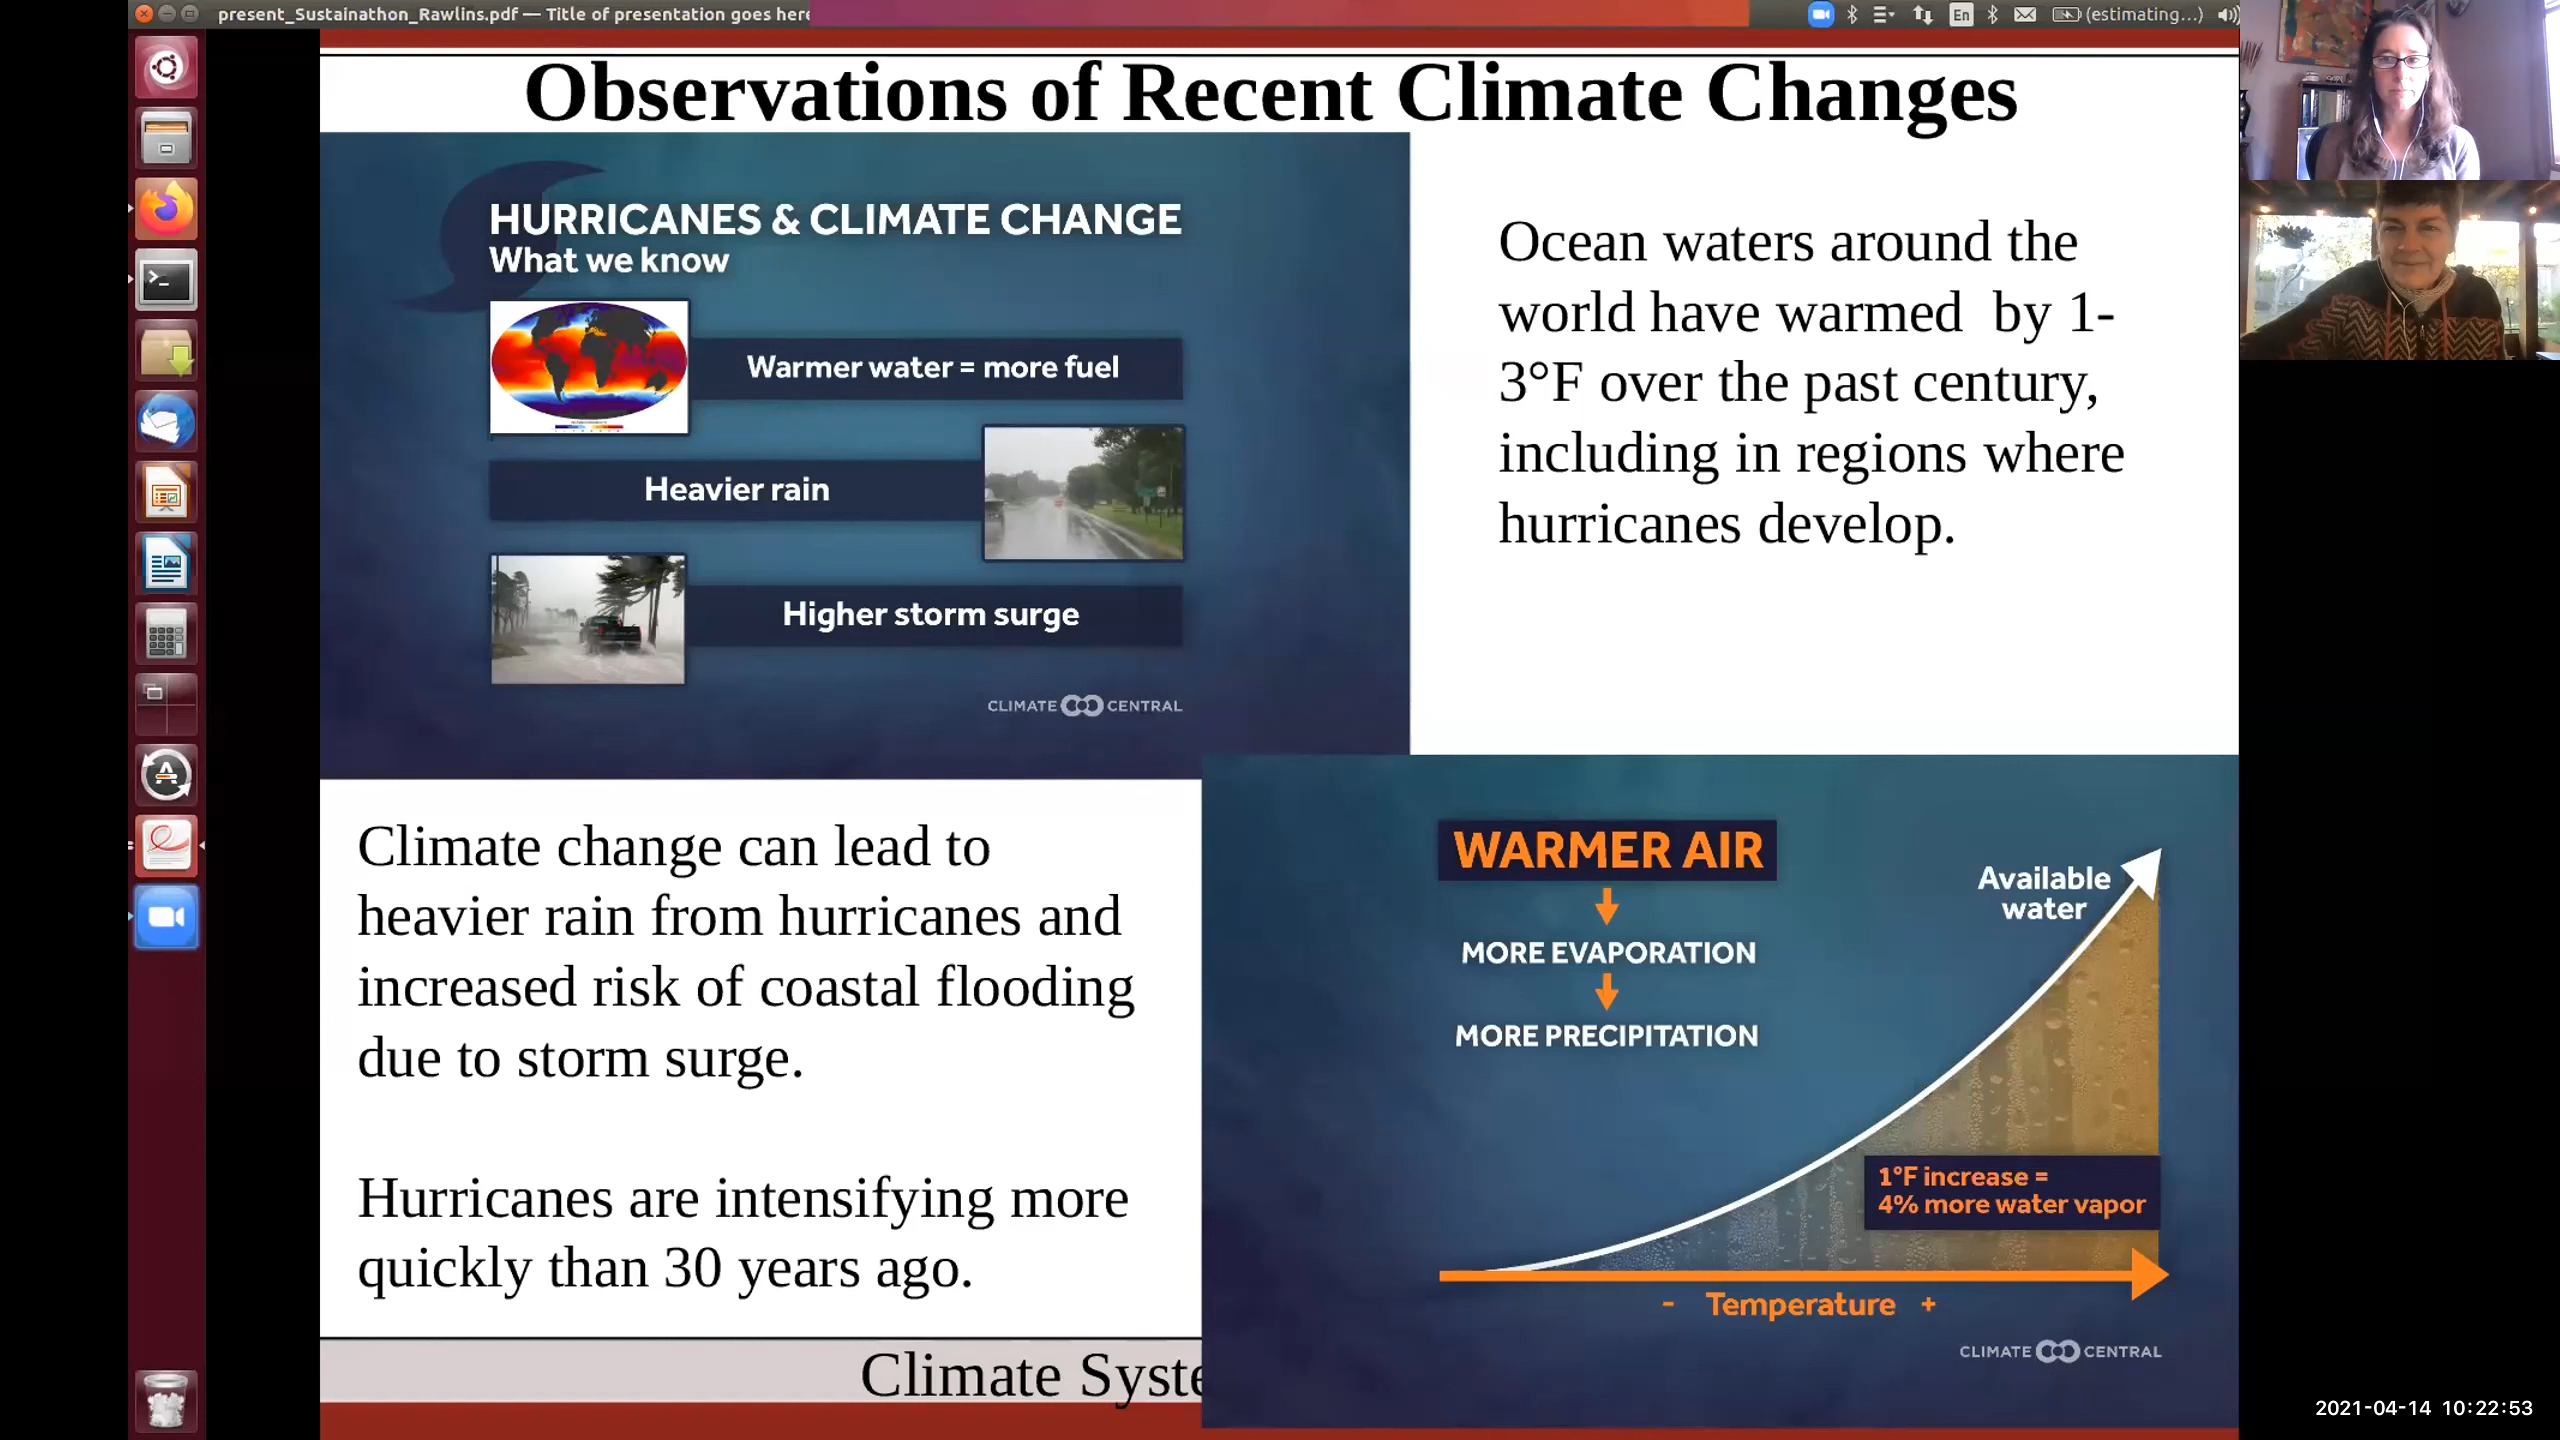 present_Sustainathon_Rawlins.pdf — Title of presentation goes here
En
(estimating...)
Observations of Recent Climate Changes
HURRICANES & CLIMATE CHANGE
What we know
Warmer water = more fuel
Heavier rain
Higher storm surge
CLIMATE CENTRAL
Ocean waters around the
world have warmed  by 1-
3°F over the past century,
including in regions where
hurricanes develop.
Climate change can lead to
heavier rain from hurricanes and
increased risk of coastal flooding
due to storm surge.
Hurricanes are intensifying more
quickly than 30 years ago.
WARMER AIR
MORE EVAPORATION
MORE PRECIPITATION
Available
water
1°F increase =
4% more water vapor
- Temperature +
CLIMATE CENTRAL
Climate Syste
2021-04-14 10:22:53